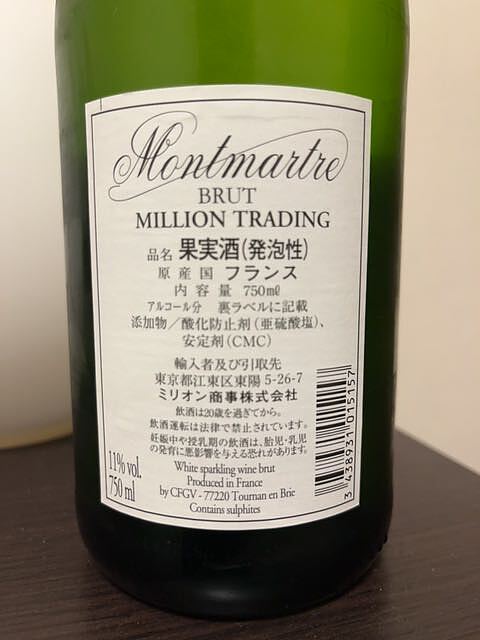 Montmartre
BRUT
MILLION TRADING
品名 果実酒(発泡性)
原産国 フランス
内容量 750㎖
アルコール分 裏ラベルに記載
添加物/酸化防止剤(亜硫酸塩)、
安定剤(CMC)
輸入者及び引取先
東京都江東区東陽 5-26-7
ミリオン商事株式会社
飲酒は20歳を過ぎてから。
飲酒運転は法律で禁止されています。
妊娠中や授乳期の飲酒は、胎児・乳児
の発育に悪影響を与える恐れがあります。
11% vol.
750 ml
White sparkling wine brut
Produced in France
by CFGV - 77220 Tournan en Brie
Contains sulphites
3 438931 015157